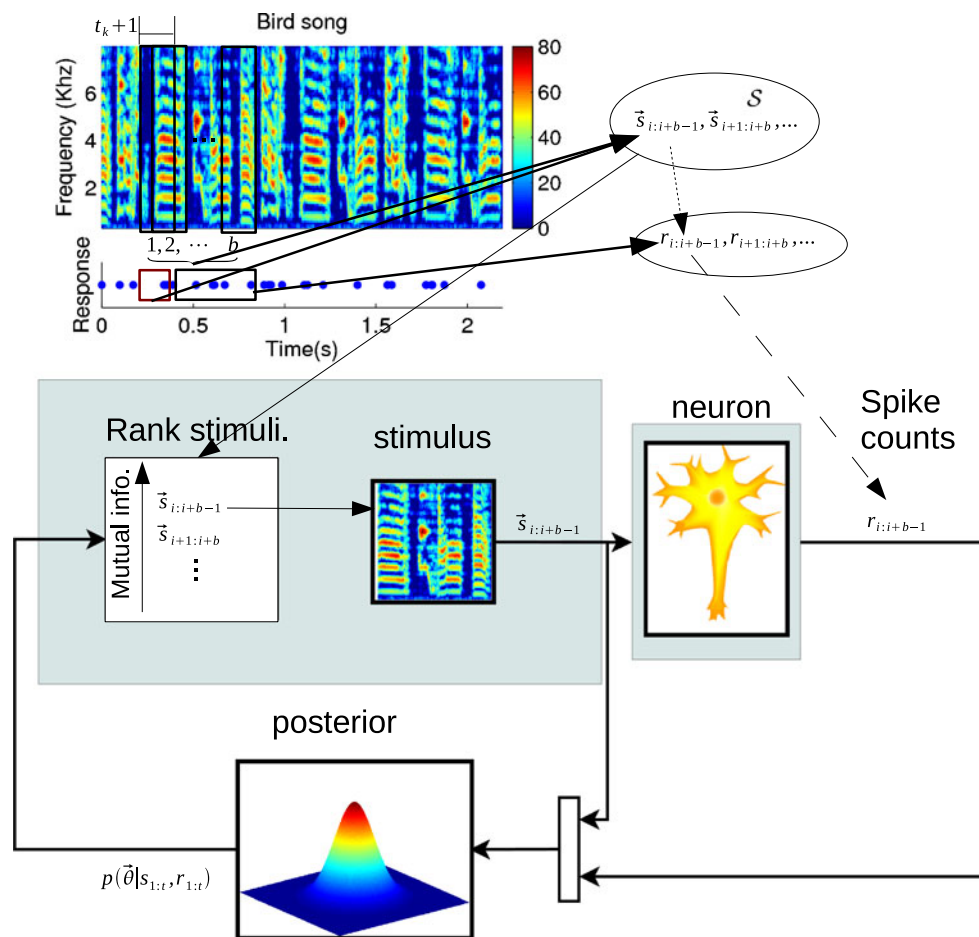 t_k+1
Bird song
Frequency (Khz)
6
4
2
80
60
40
20
0
1,2, ⋯ b
Response
0 0.5 1 1.5 2
Time(s)
𝒮
s⃗_{i:i+b−1}, s⃗_{i+1:i+b},...
r_{i:i+b−1}, r_{i+1:i+b},...
Rank stimuli.
stimulus
neuron
Spike
counts
Mutual info.
s⃗_{i:i+b−1}
s⃗_{i+1:i+b}
⋮
s⃗_{i:i+b−1}
r_{i:i+b−1}
posterior
p(θ⃗|s_{1:t},r_{1:t})